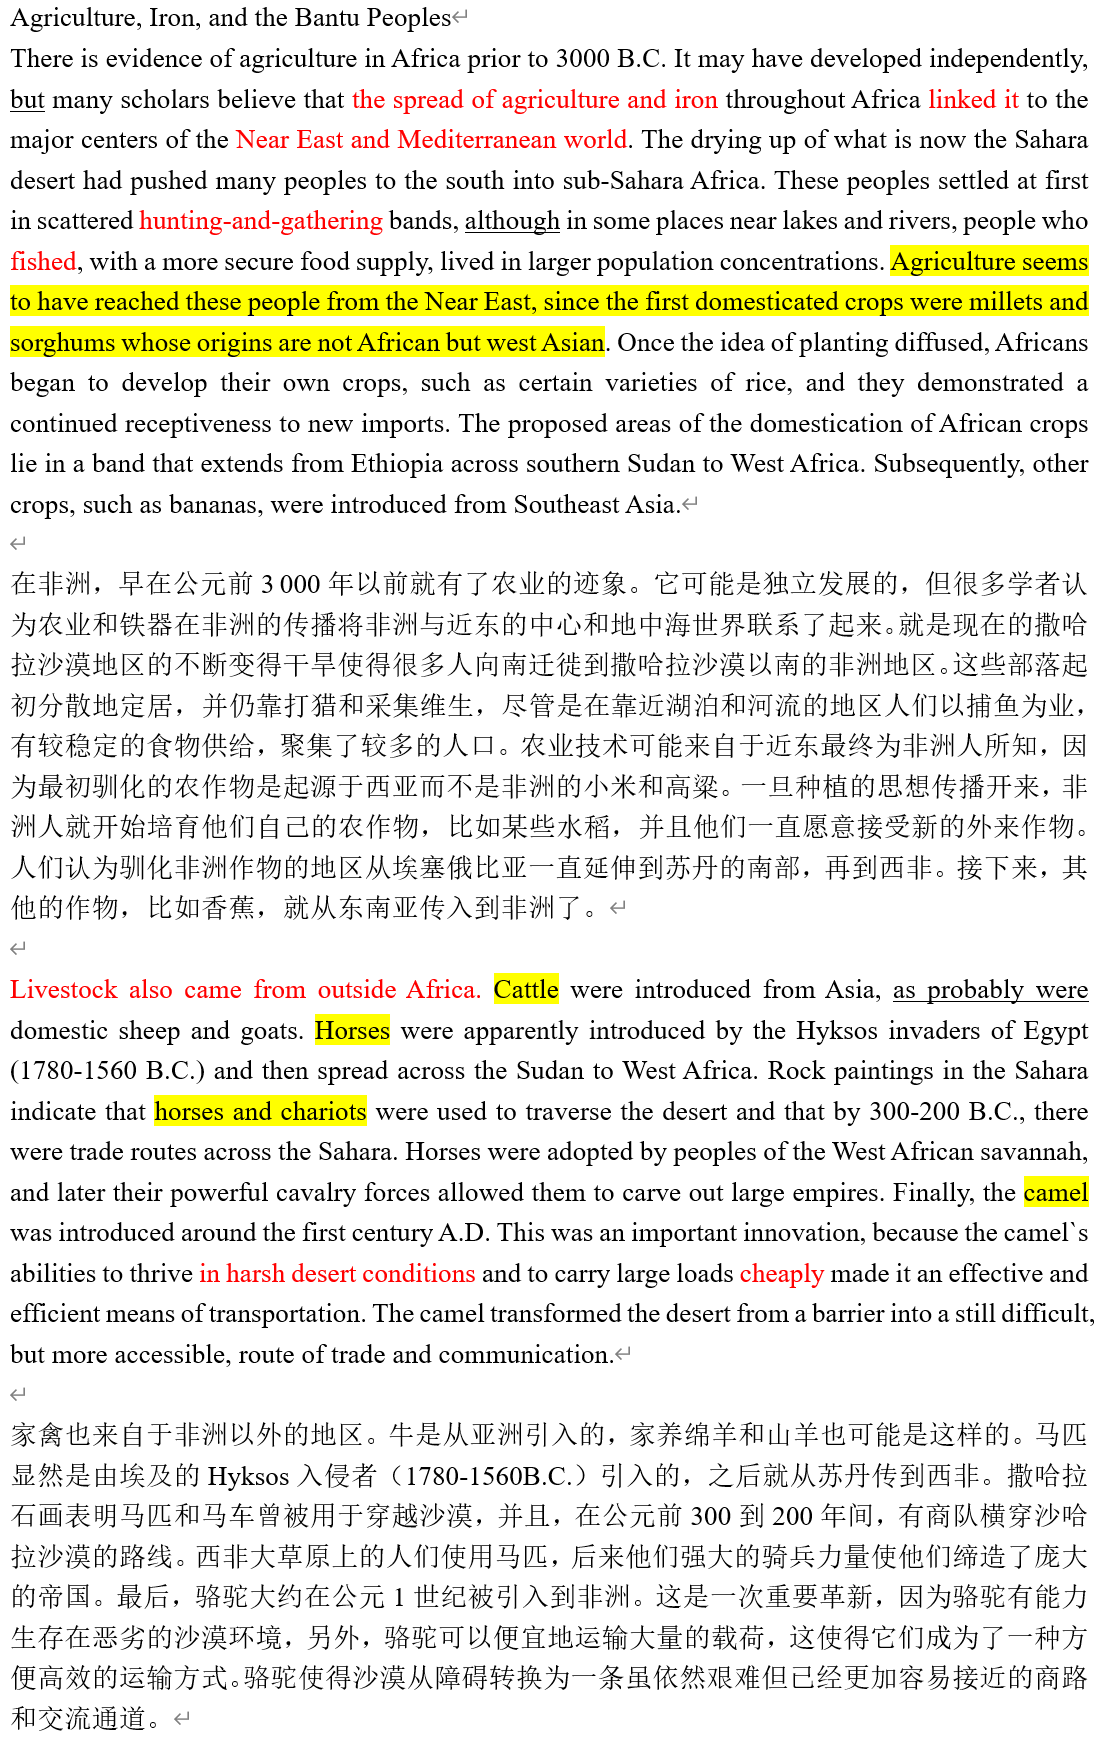 Agriculture, Iron, and the Bantu Peoples↵
There is evidence of agriculture in Africa prior to 3000 B.C. It may have developed independently,
but many scholars believe that the spread of agriculture and iron throughout Africa linked it to the
major centers of the Near East and Mediterranean world. The drying up of what is now the Sahara
desert had pushed many peoples to the south into sub-Sahara Africa. These peoples settled at first
in scattered hunting-and-gathering bands, although in some places near lakes and rivers, people who
fished, with a more secure food supply, lived in larger population concentrations. Agriculture seems
to have reached these people from the Near East, since the first domesticated crops were millets and
sorghums whose origins are not African but west Asian. Once the idea of planting diffused, Africans
began to develop their own crops, such as certain varieties of rice, and they demonstrated a
continued receptiveness to new imports. The proposed areas of the domestication of African crops
lie in a band that extends from Ethiopia across southern Sudan to West Africa. Subsequently, other
crops, such as bananas, were introduced from Southeast Asia.↵
↵
在非洲，早在公元前 3 000 年以前就有了农业的迹象。它可能是独立发展的，但很多学者认
为农业和铁器在非洲的传播将非洲与近东的中心和地中海世界联系了起来。就是现在的撒哈
拉沙漠地区的不断变得干旱使得很多人向南迁徙到撒哈拉沙漠以南的非洲地区。这些部落起
初分散地定居，并仍靠打猎和采集维生，尽管是在靠近湖泊和河流的地区人们以捕鱼为业，
有较稳定的食物供给，聚集了较多的人口。农业技术可能来自于近东最终为非洲人所知，因
为最初驯化的农作物是起源于西亚而不是非洲的小米和高粱。一旦种植的思想传播开来，非
洲人就开始培育他们自己的农作物，比如某些水稻，并且他们一直愿意接受新的外来作物。
人们认为驯化非洲作物的地区从埃塞俄比亚一直延伸到苏丹的南部，再到西非。接下来，其
他的作物，比如香蕉，就从东南亚传入到非洲了。↵
↵
Livestock also came from outside Africa. Cattle were introduced from Asia, as probably were
domestic sheep and goats. Horses were apparently introduced by the Hyksos invaders of Egypt
(1780-1560 B.C.) and then spread across the Sudan to West Africa. Rock paintings in the Sahara
indicate that horses and chariots were used to traverse the desert and that by 300-200 B.C., there
were trade routes across the Sahara. Horses were adopted by peoples of the West African savannah,
and later their powerful cavalry forces allowed them to carve out large empires. Finally, the camel
was introduced around the first century A.D. This was an important innovation, because the camel`s
abilities to thrive in harsh desert conditions and to carry large loads cheaply made it an effective and
efficient means of transportation. The camel transformed the desert from a barrier into a still difficult,
but more accessible, route of trade and communication.↵
↵
家禽也来自于非洲以外的地区。牛是从亚洲引入的，家养绵羊和山羊也可能是这样的。马匹
显然是由埃及的 Hyksos 入侵者（1780-1560B.C.）引入的，之后就从苏丹传到西非。撒哈拉
石画表明马匹和马车曾被用于穿越沙漠，并且，在公元前 300 到 200 年间，有商队横穿沙哈
拉沙漠的路线。西非大草原上的人们使用马匹，后来他们强大的骑兵力量使他们缔造了庞大
的帝国。最后，骆驼大约在公元 1 世纪被引入到非洲。这是一次重要革新，因为骆驼有能力
生存在恶劣的沙漠环境，另外，骆驼可以便宜地运输大量的载荷，这使得它们成为了一种方
便高效的运输方式。骆驼使得沙漠从障碍转换为一条虽依然艰难但已经更加容易接近的商路
和交流通道。↵